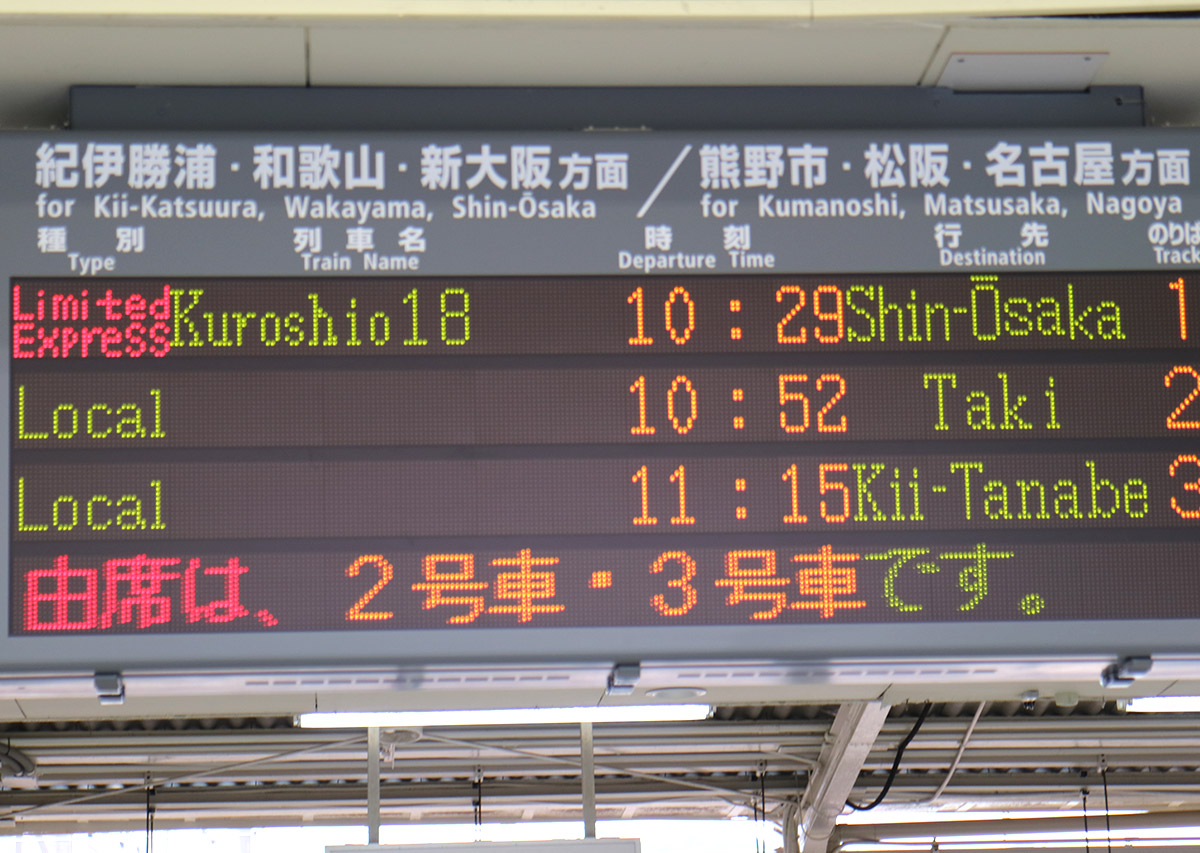 紀伊勝浦・和歌山・新大阪方面／熊野市・松阪・名古屋方面
for Kii-Katsuura, Wakayama, Shin-Ōsaka for Kumanoshi, Matsusaka, Nagoya
種別 列車名 時刻 行先 のりば
Type Train Name Departure Time Destination Track
Limited Express Kuroshio18 10:29 Shin-Ōsaka 1
Local 10:52 Taki 2
Local 11:15 Kii-Tanabe 3
由席は、2号車・3号車です。